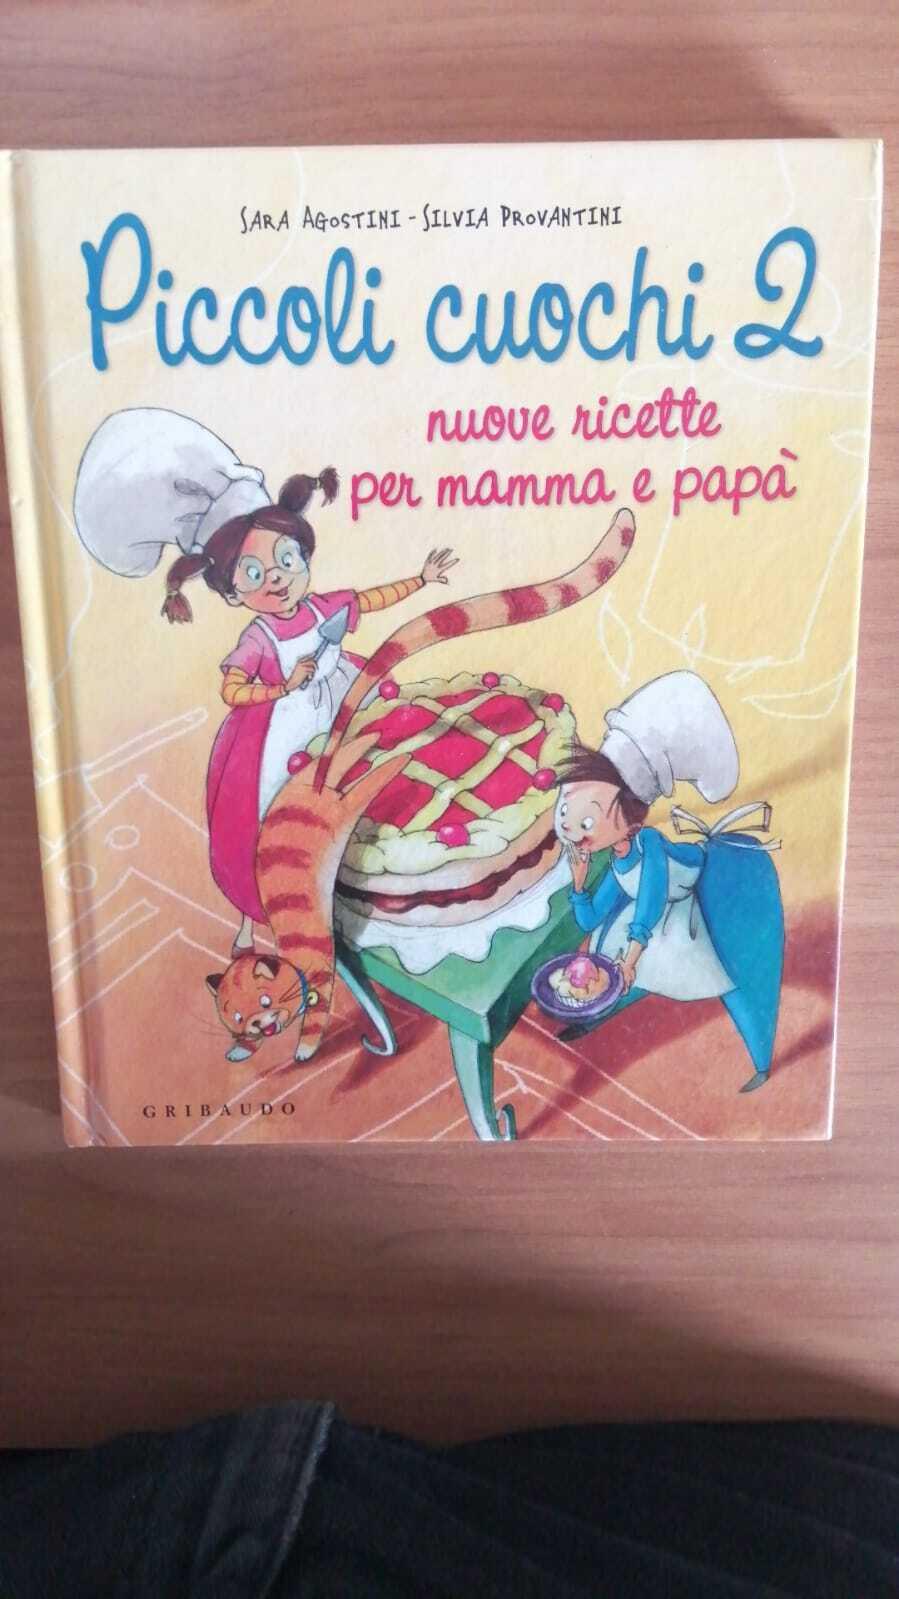 SARA AGOSTINI - SILVIA PROVANTINI
Piccoli cuochi 2
nuove ricette
per mamma e papà
GRIBAUDO